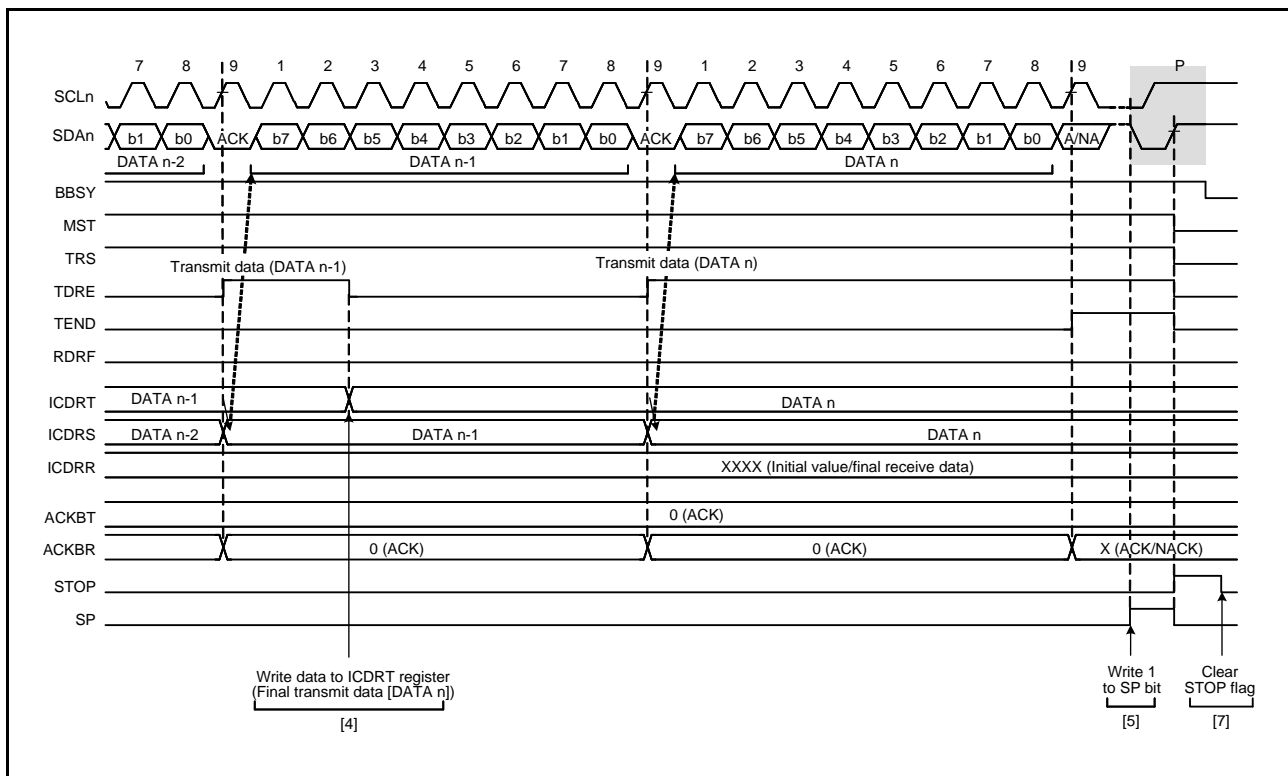 7 8 9 1 2 3 4 5 6 7 8 9 1 2 3 4 5 6 7 8 9 P
SCLn
SDAn b1 b0 ACK b7 b6 b5 b4 b3 b2 b1 b0 ACK b7 b6 b5 b4 b3 b2 b1 b0 A/NA
DATA n-2 DATA n-1 DATA n
BBSY
MST
TRS
Transmit data (DATA n-1) Transmit data (DATA n)
TDRE
TEND
RDRF
ICDRT DATA n-1 DATA n
ICDRS DATA n-2 DATA n-1 DATA n
ICDRR XXXX (Initial value/final receive data)
ACKBT 0 (ACK)
ACKBR 0 (ACK) 0 (ACK) X (ACK/NACK)
STOP
SP
Write data to ICDRT register
(Final transmit data [DATA n])
[4]
Write 1
to SP bit
[5]
Clear
STOP flag
[7]